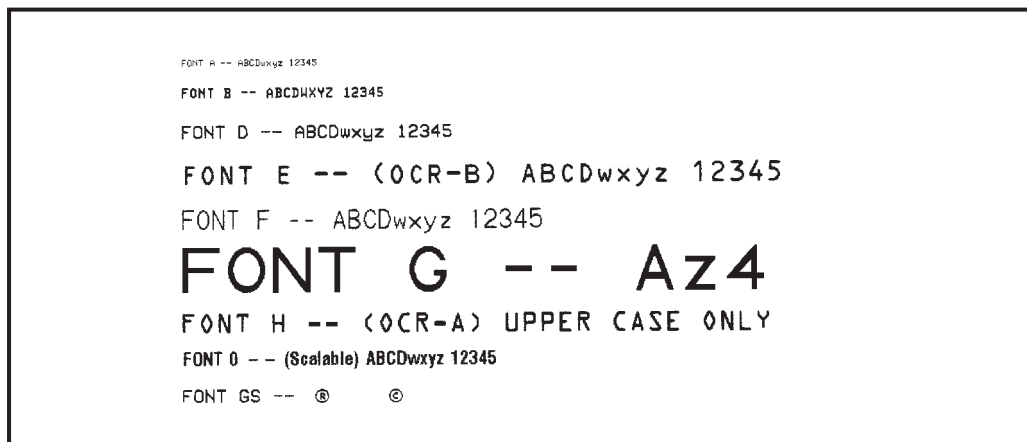 FONT A -- ABCDwxyz 12345
FONT B -- ABCDWXYZ 12345
FONT D -- ABCDwxyz 12345
FONT E -- (OCR-B) ABCDwxyz 12345
FONT F -- ABCDwxyz 12345
FONT G -- Az4
FONT H -- (OCR-A) UPPER CASE ONLY
FONT 0 -- (Scalable) ABCDwxyz 12345
FONT GS -- ® ©